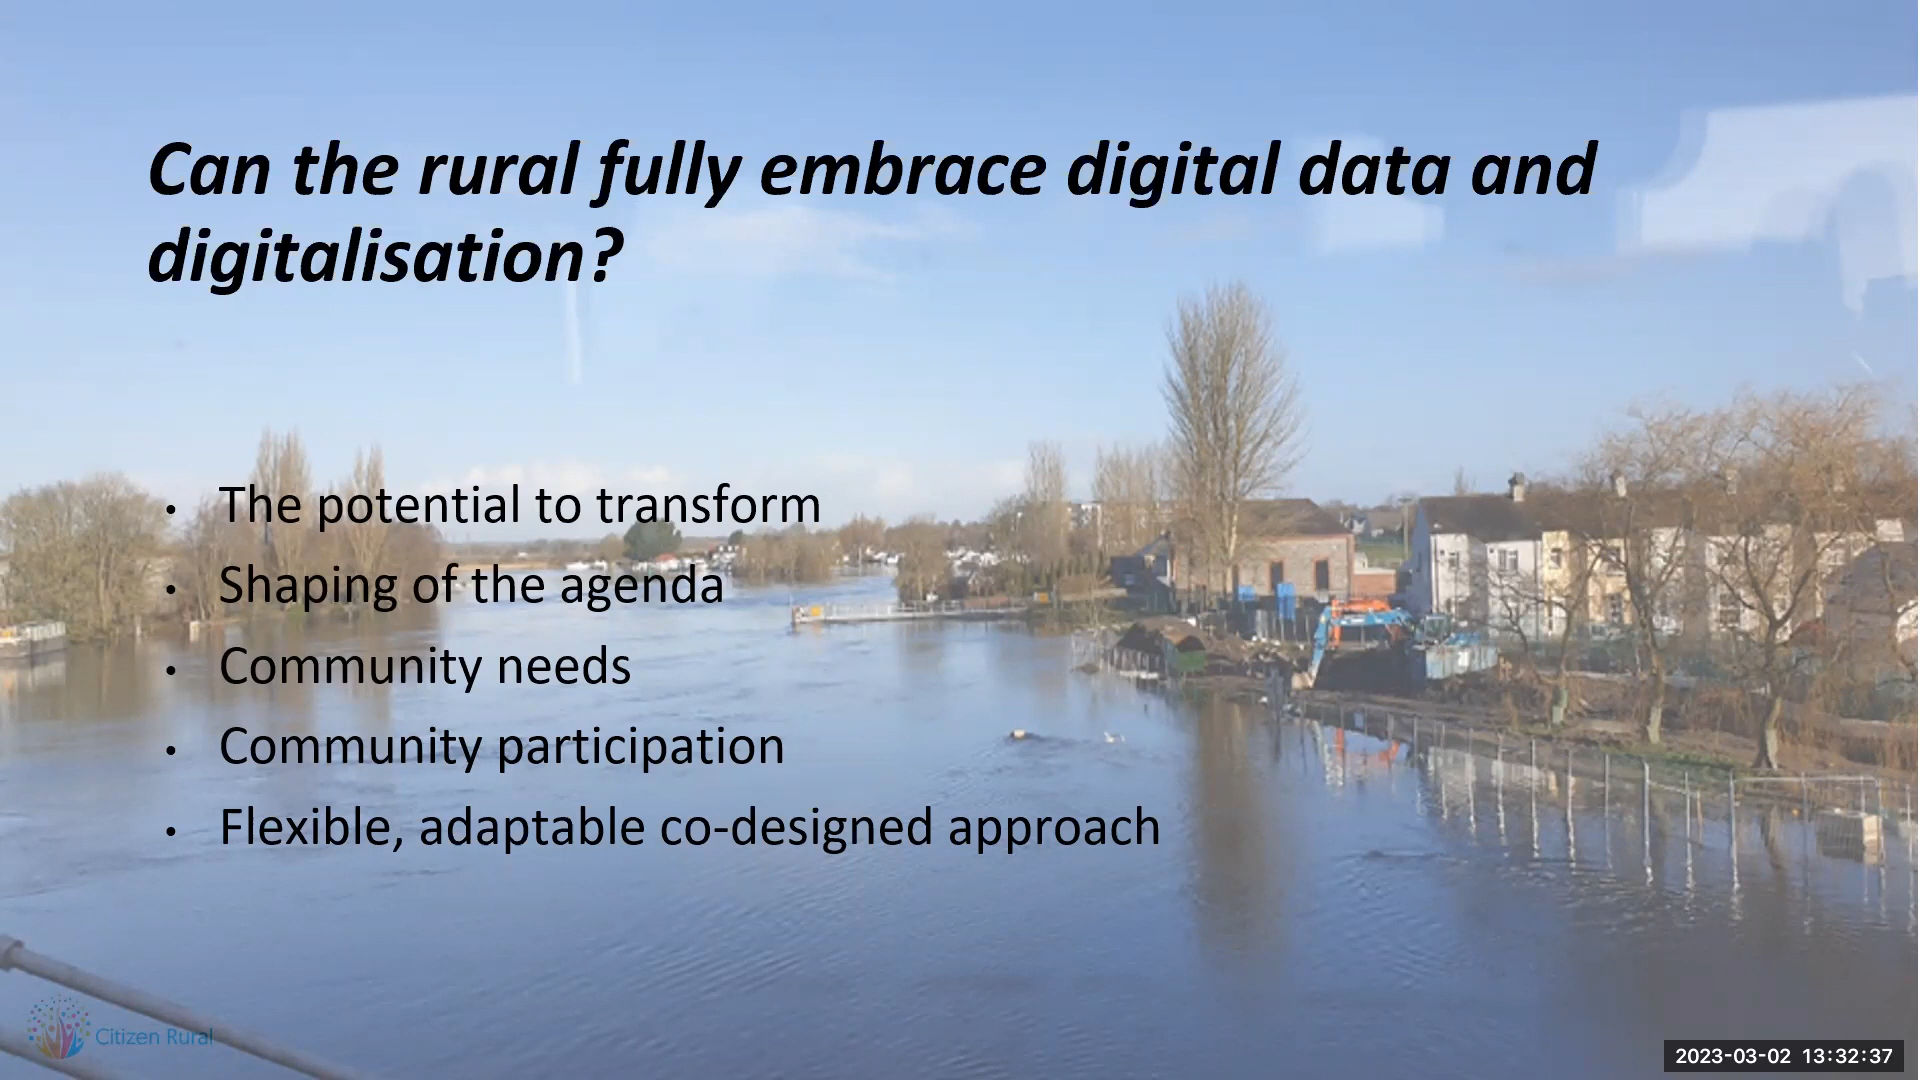 Can the rural fully embrace digital data and
digitalisation?
• The potential to transform
• Shaping of the agenda
• Community needs
• Community participation
• Flexible, adaptable co-designed approach
Citizen Rural
2023-03-02 13:32:37